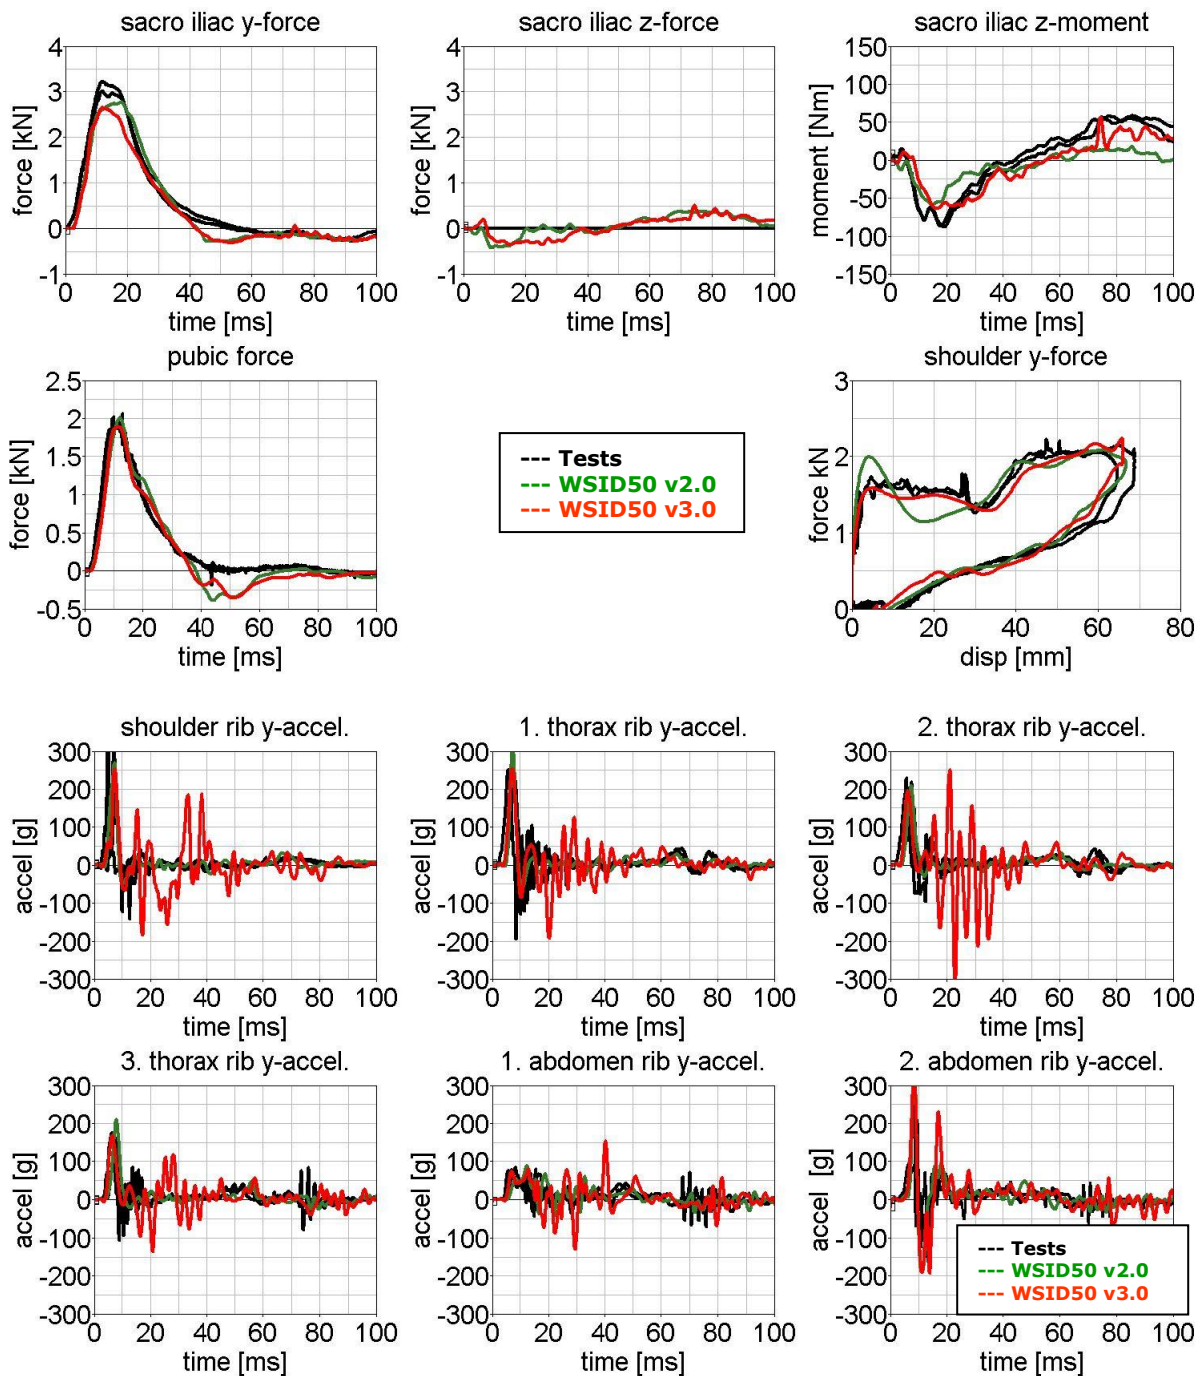 sacro iliac y-force
4
3
2
1
0
-1
force [kN]
0 20 40 60 80 100
time [ms]
sacro iliac z-force
4
3
2
1
0
-1
force [kN]
0 20 40 60 80 100
time [ms]
sacro iliac z-moment
150
100
50
0
-50
-100
-150
moment [Nm]
0 20 40 60 80 100
time [ms]
pubic force
2.5
2
1.5
1
0.5
0
-0.5
force [kN]
0 20 40 60 80 100
time [ms]
--- Tests
--- WSID50 v2.0
--- WSID50 v3.0
shoulder y-force
3
2
1
0
force kN
0 20 40 60 80
disp [mm]
shoulder rib y-accel.
300
200
100
0
-100
-200
-300
accel [g]
0 20 40 60 80 100
time [ms]
1. thorax rib y-accel.
300
200
100
0
-100
-200
-300
accel [g]
0 20 40 60 80 100
time [ms]
2. thorax rib y-accel.
300
200
100
0
-100
-200
-300
accel [g]
0 20 40 60 80 100
time [ms]
3. thorax rib y-accel.
300
200
100
0
-100
-200
-300
accel [g]
0 20 40 60 80 100
time [ms]
1. abdomen rib y-accel.
300
200
100
0
-100
-200
-300
accel [g]
0 20 40 60 80 100
time [ms]
2. abdomen rib y-accel.
300
200
100
0
-100
-200
-300
accel [g]
0 20 40 60 80 100
time [ms]
--- Tests
--- WSID50 v2.0
--- WSID50 v3.0